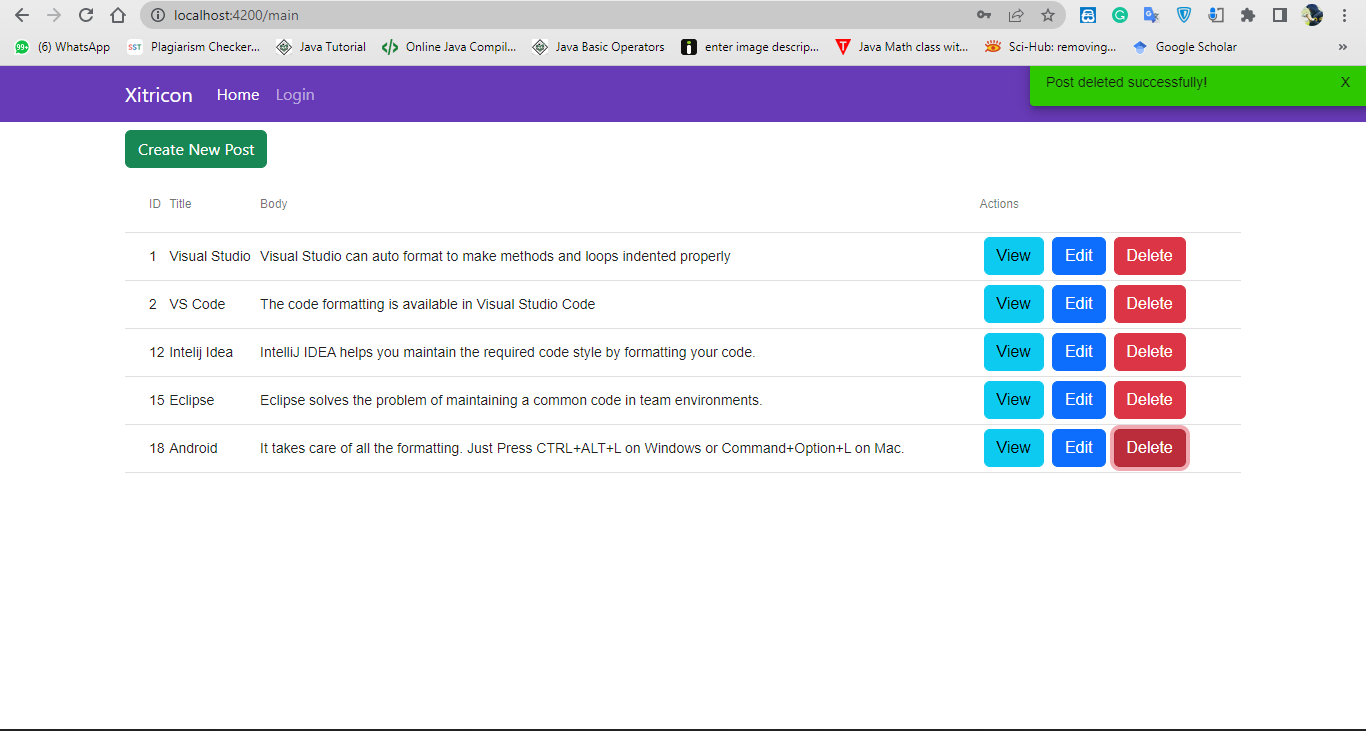 localhost:4200/main
99+ (6) WhatsApp SST Plagiarism Checker... Java Tutorial Online Java Compil... Java Basic Operators enter image descrip... Java Math class wit... Sci-Hub: removing... Google Scholar »
Xitricon Home Login
Post deleted successfully! X
Create New Post
ID Title Body Actions
1 Visual Studio Visual Studio can auto format to make methods and loops indented properly View Edit Delete
2 VS Code The code formatting is available in Visual Studio Code View Edit Delete
12 Intelij Idea IntelliJ IDEA helps you maintain the required code style by formatting your code. View Edit Delete
15 Eclipse Eclipse solves the problem of maintaining a common code in team environments. View Edit Delete
18 Android It takes care of all the formatting. Just Press CTRL+ALT+L on Windows or Command+Option+L on Mac. View Edit Delete